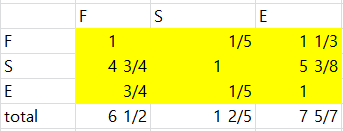 F S E
F 1 1/5 1 1/3
S 4 3/4 1 5 3/8
E 3/4 1/5 1
total 6 1/2 1 2/5 7 5/7